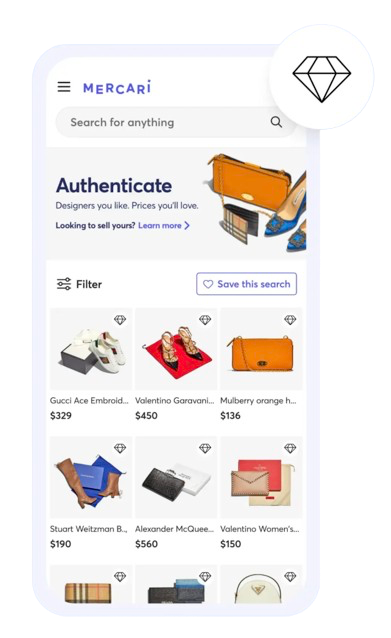 MERCARI
Search for anything
Authenticate
Designers you like. Prices you'll love.
Looking to sell yours? Learn more
Filter
Save this search
Gucci Ace Embroid...
$329
Valentino Garavani...
$450
Mulberry orange h...
$136
Stuart Weitzman B...
$190
Alexander McQuee...
$560
Valentino Women's...
$150